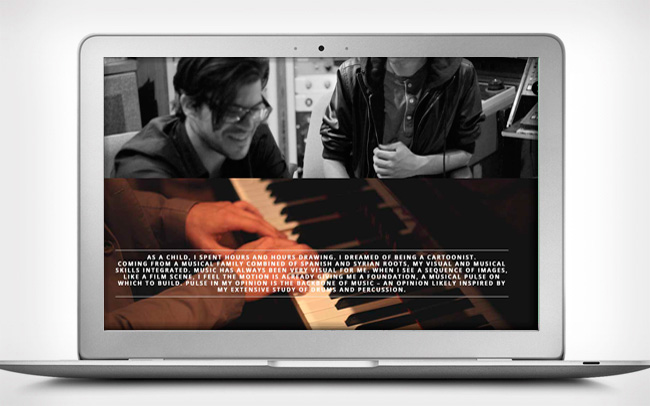 AS A CHILD, I SPENT HOURS AND HOURS DRAWING. I DREAMED OF BEING A CARTOONIST.
COMING FROM A MUSICAL FAMILY COMBINED OF SPANISH AND SYRIAN ROOTS, MY VISUAL AND MUSICAL
SKILLS INTEGRATED. MUSIC HAS ALWAYS BEEN VERY VISUAL FOR ME. WHEN I SEE A SEQUENCE OF IMAGES,
LIKE A FILM SCENE, I FEEL THE MOTION IS ALREADY GIVING ME A FOUNDATION, A MUSICAL PULSE ON
WHICH TO BUILD. PULSE IN MY OPINION IS THE BACKBONE OF MUSIC – AN OPINION LIKELY INSPIRED BY
MY EXTENSIVE STUDY OF DRUMS AND PERCUSSION.